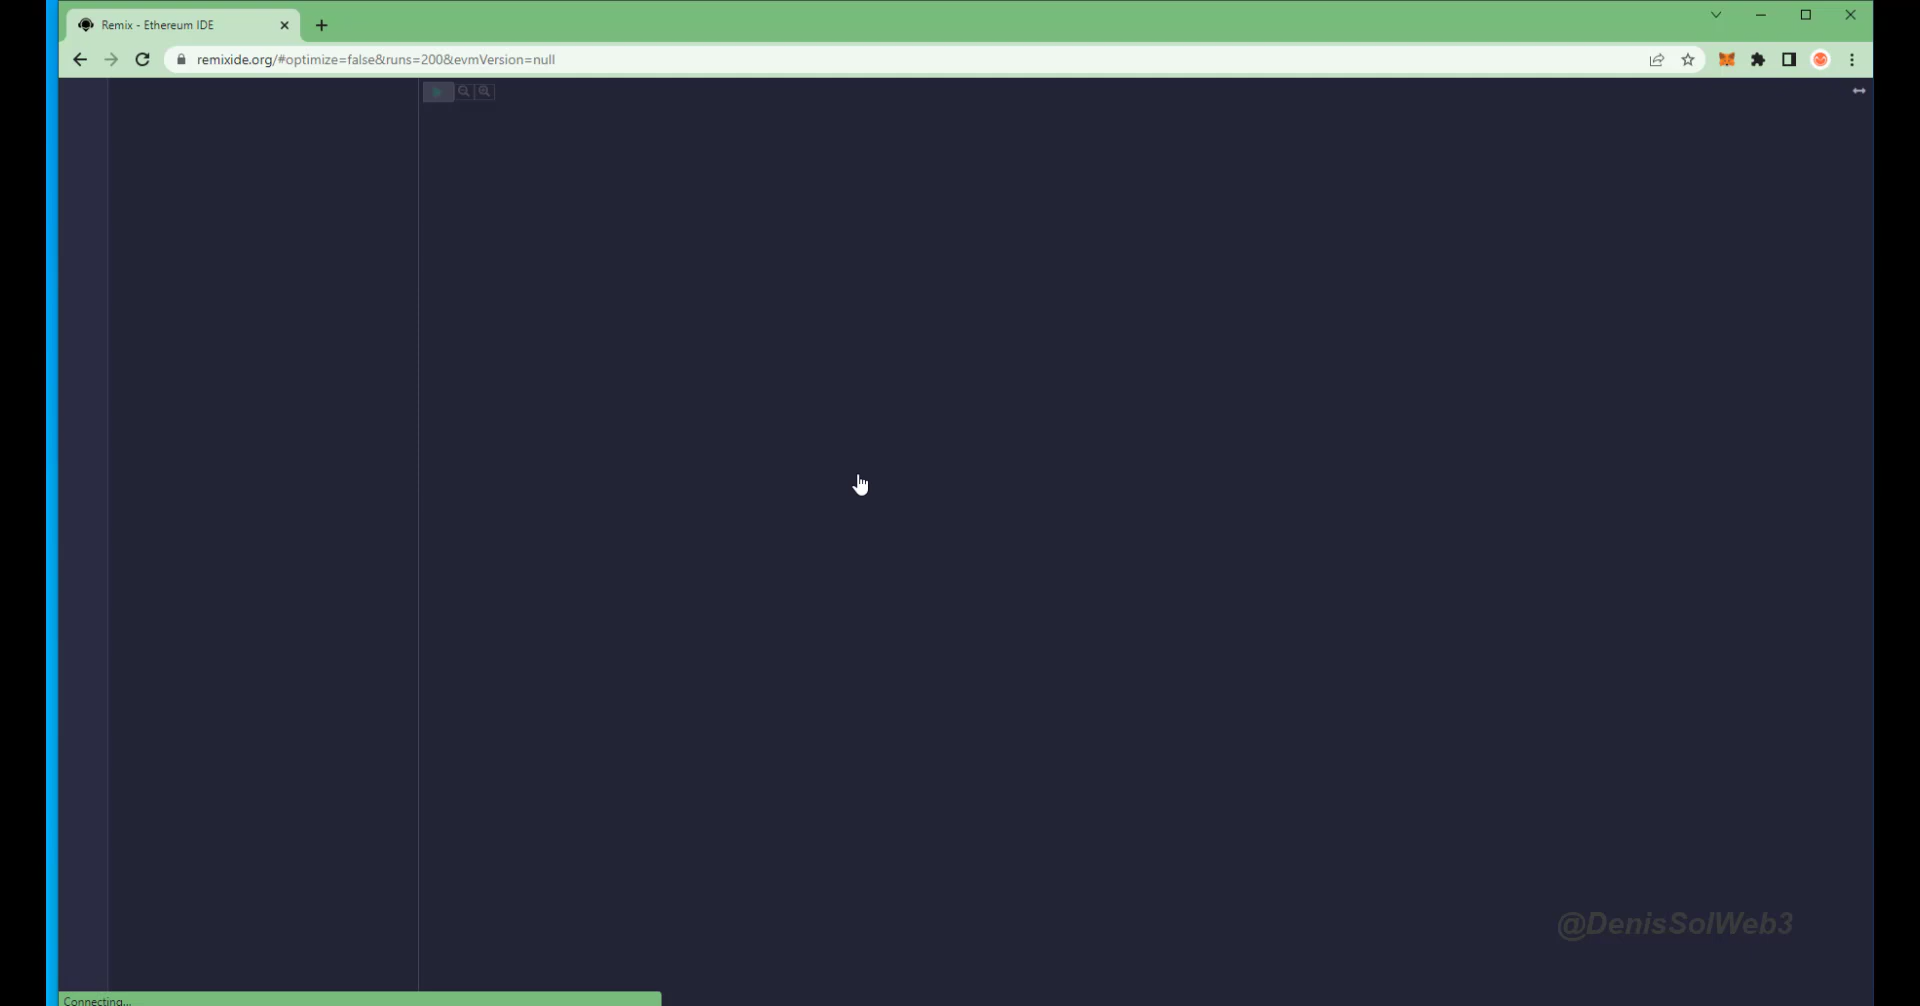 Remix - Ethereum IDE
remixide.org/#optimize=false&runs=200&evmVersion=null
@DenisSolWeb3
Connecting...